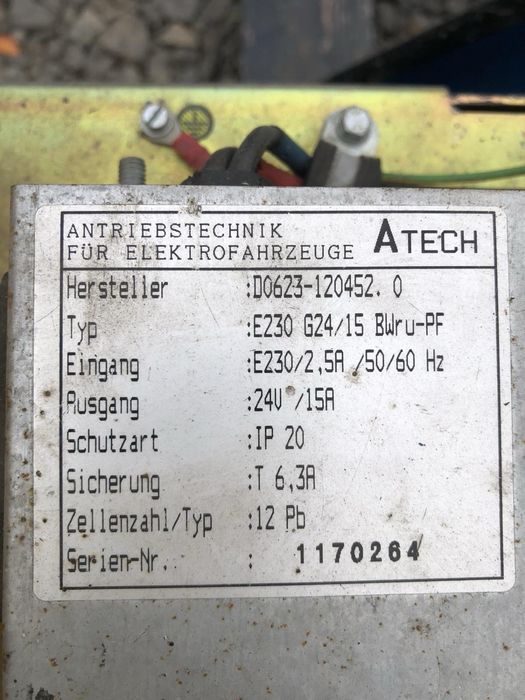 ANTRIEBSTECHNIK
FÜR ELEKTROFAHRZEUGE ATECH
Hersteller :D0623-120452. 0
Typ :E230 G24/15 BWru-PF
Eingang :E230/2,5A /50/60 Hz
Ausgang :24V /15A
Schutzart :IP 20
Sicherung :T 6,3A
Zellenzahl/Typ :12 Pb
Serien-Nr. : 1170264